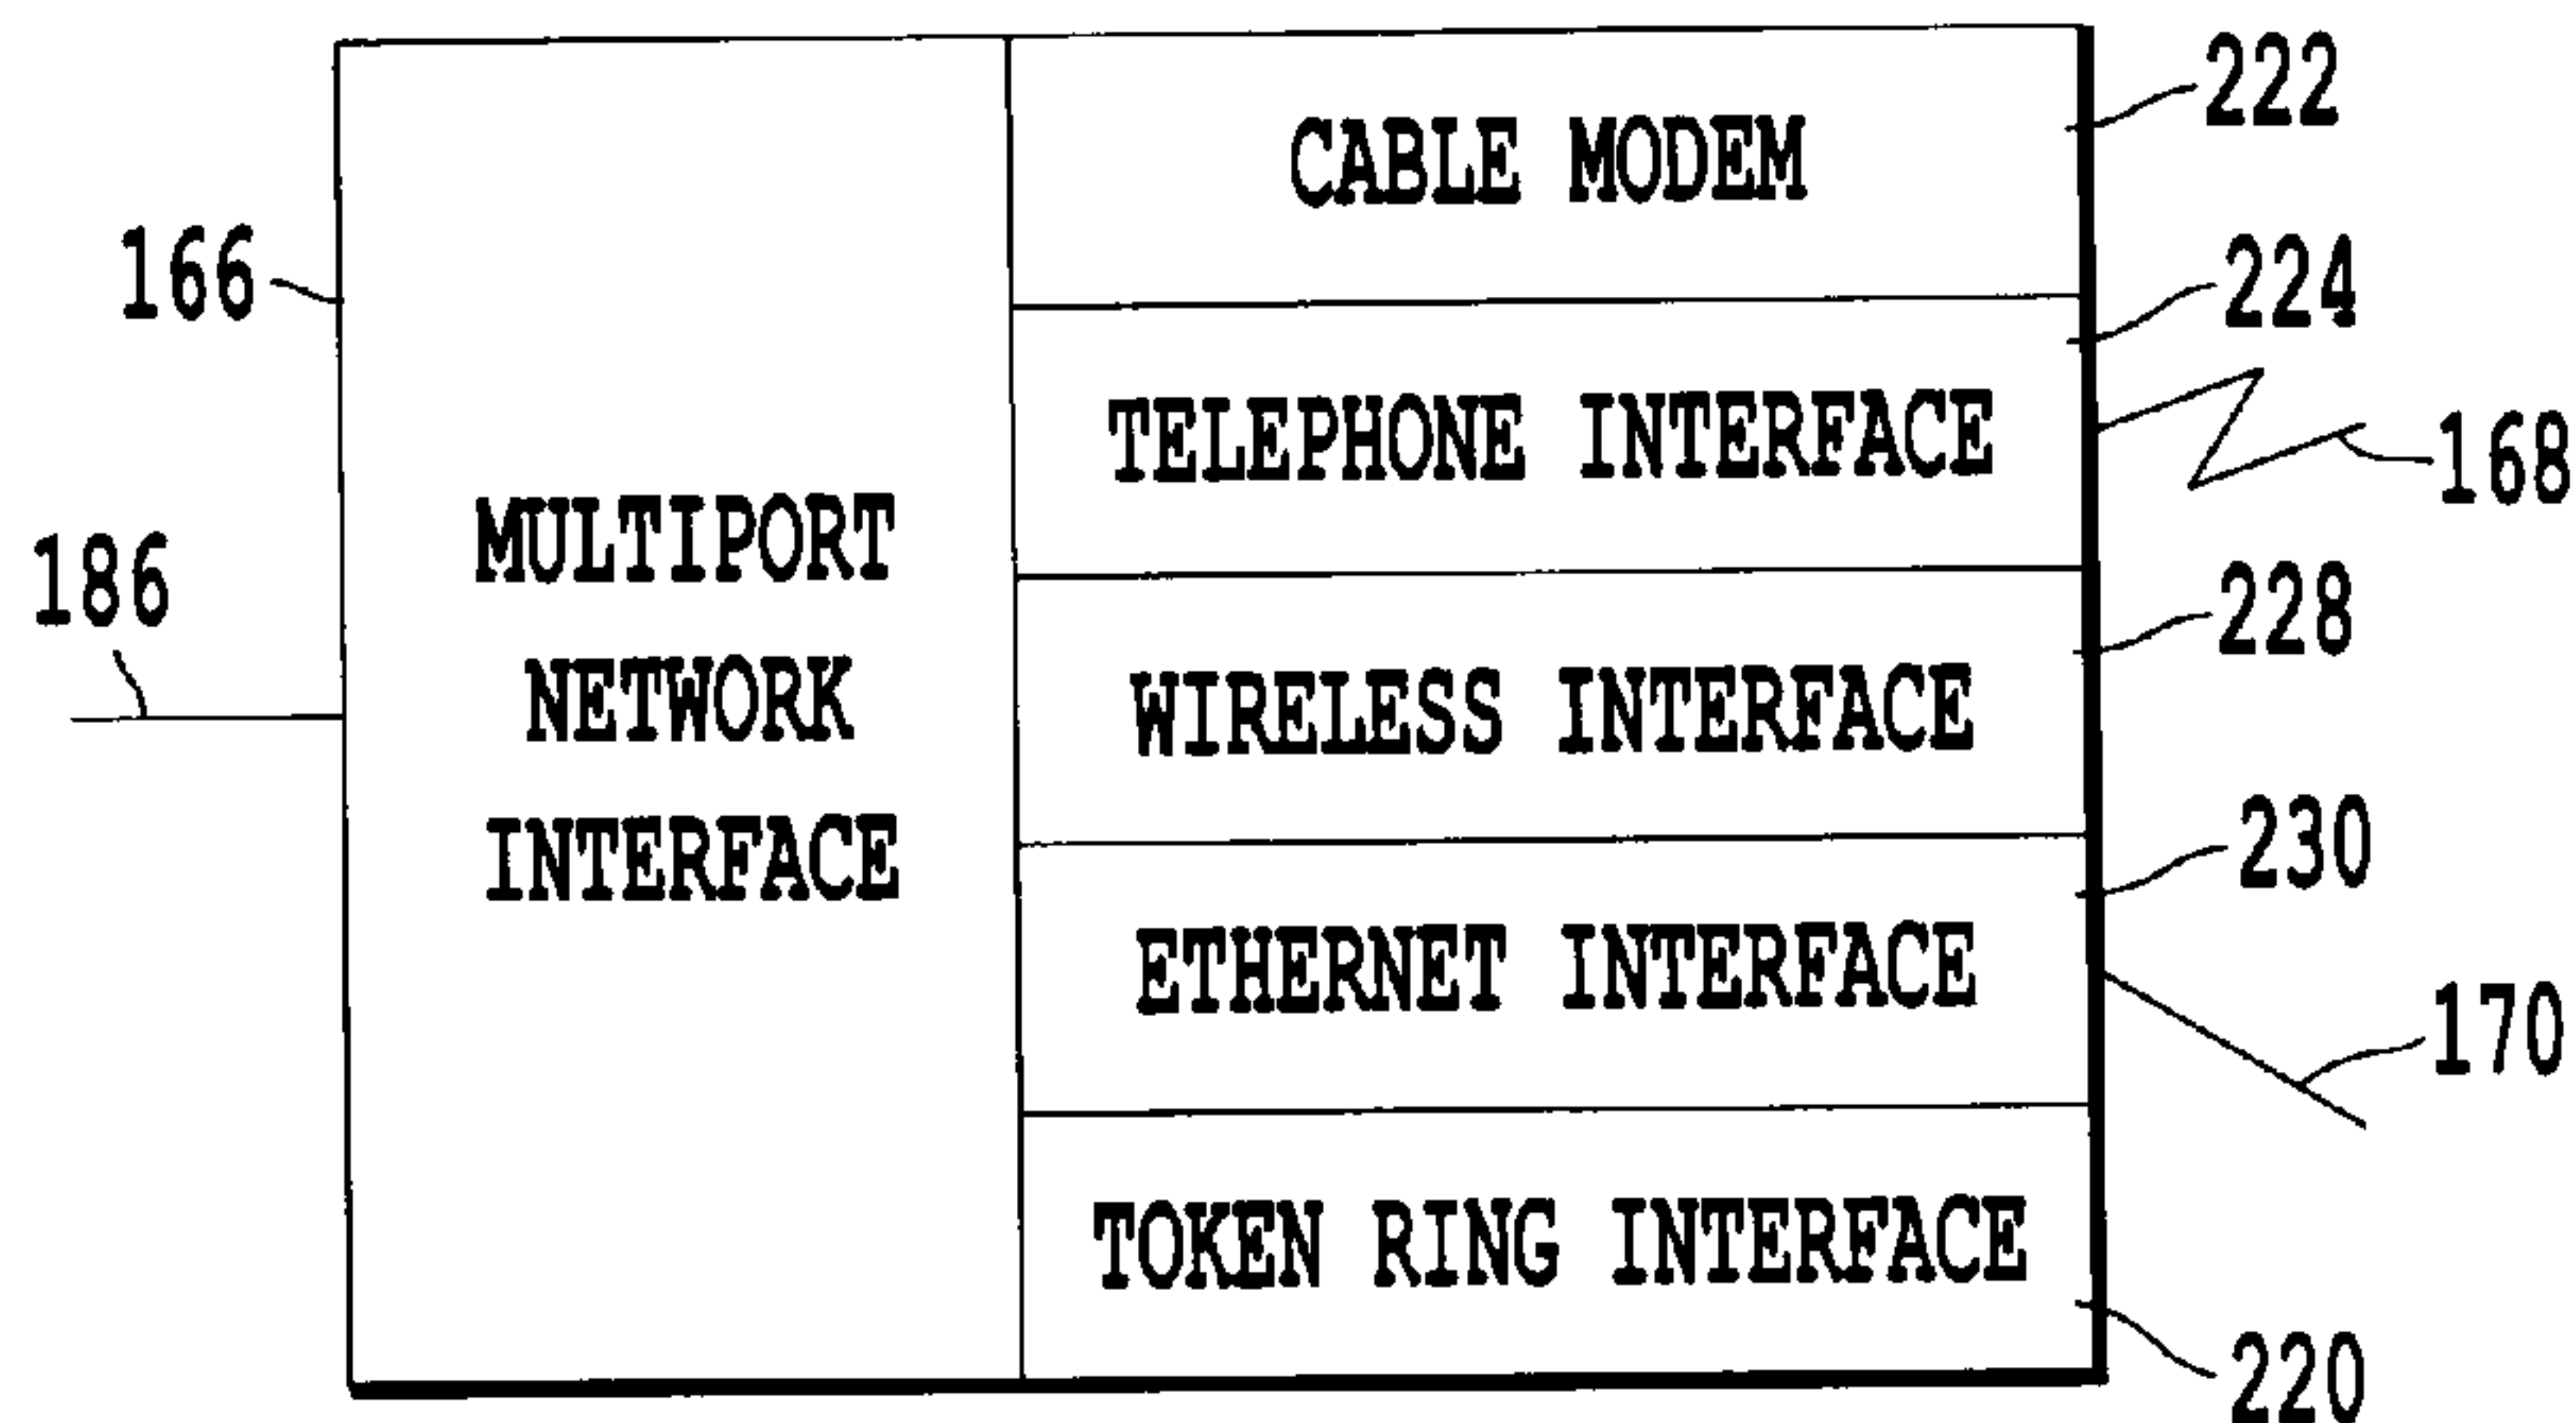 222
CABLE MODEM
166
224
TELEPHONE INTERFACE
168
MULTIPORT
NETWORK
INTERFACE
186
228
WIRELESS INTERFACE
230
ETHERNET INTERFACE
170
TOKEN RING INTERFACE
220